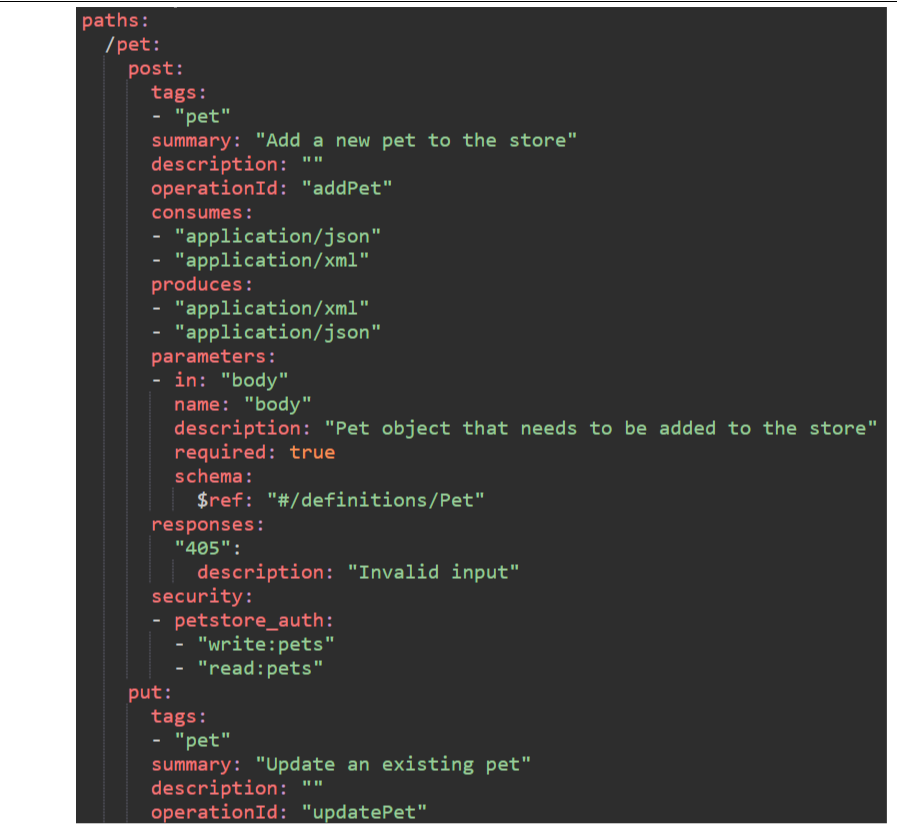 paths:
  /pet:
    post:
      tags:
      - "pet"
      summary: "Add a new pet to the store"
      description: ""
      operationId: "addPet"
      consumes:
      - "application/json"
      - "application/xml"
      produces:
      - "application/xml"
      - "application/json"
      parameters:
      - in: "body"
        name: "body"
        description: "Pet object that needs to be added to the store"
        required: true
        schema:
          $ref: "#/definitions/Pet"
      responses:
        "405":
          description: "Invalid input"
      security:
      - petstore_auth:
        - "write:pets"
        - "read:pets"
    put:
      tags:
      - "pet"
      summary: "Update an existing pet"
      description: ""
      operationId: "updatePet"